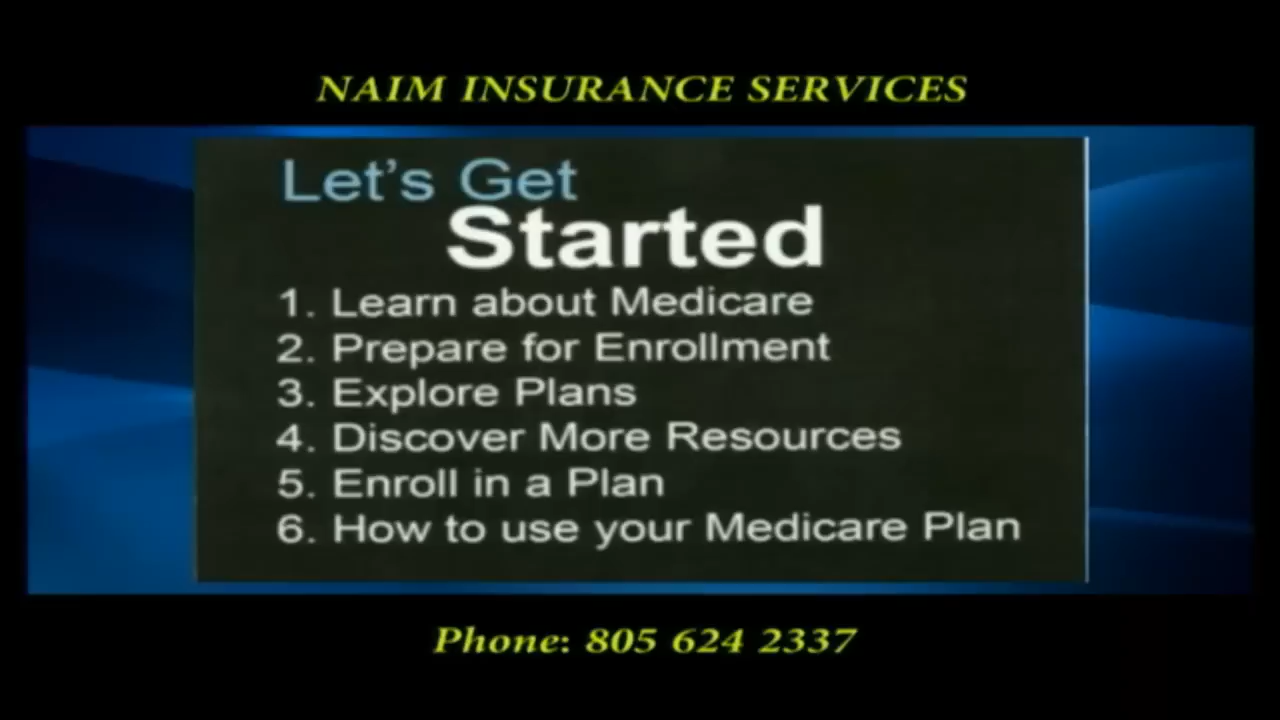 NAIM INSURANCE SERVICES
Let's Get
Started
1. Learn about Medicare
2. Prepare for Enrollment
3. Explore Plans
4. Discover More Resources
5. Enroll in a Plan
6. How to use your Medicare Plan
Phone: 805 624 2337